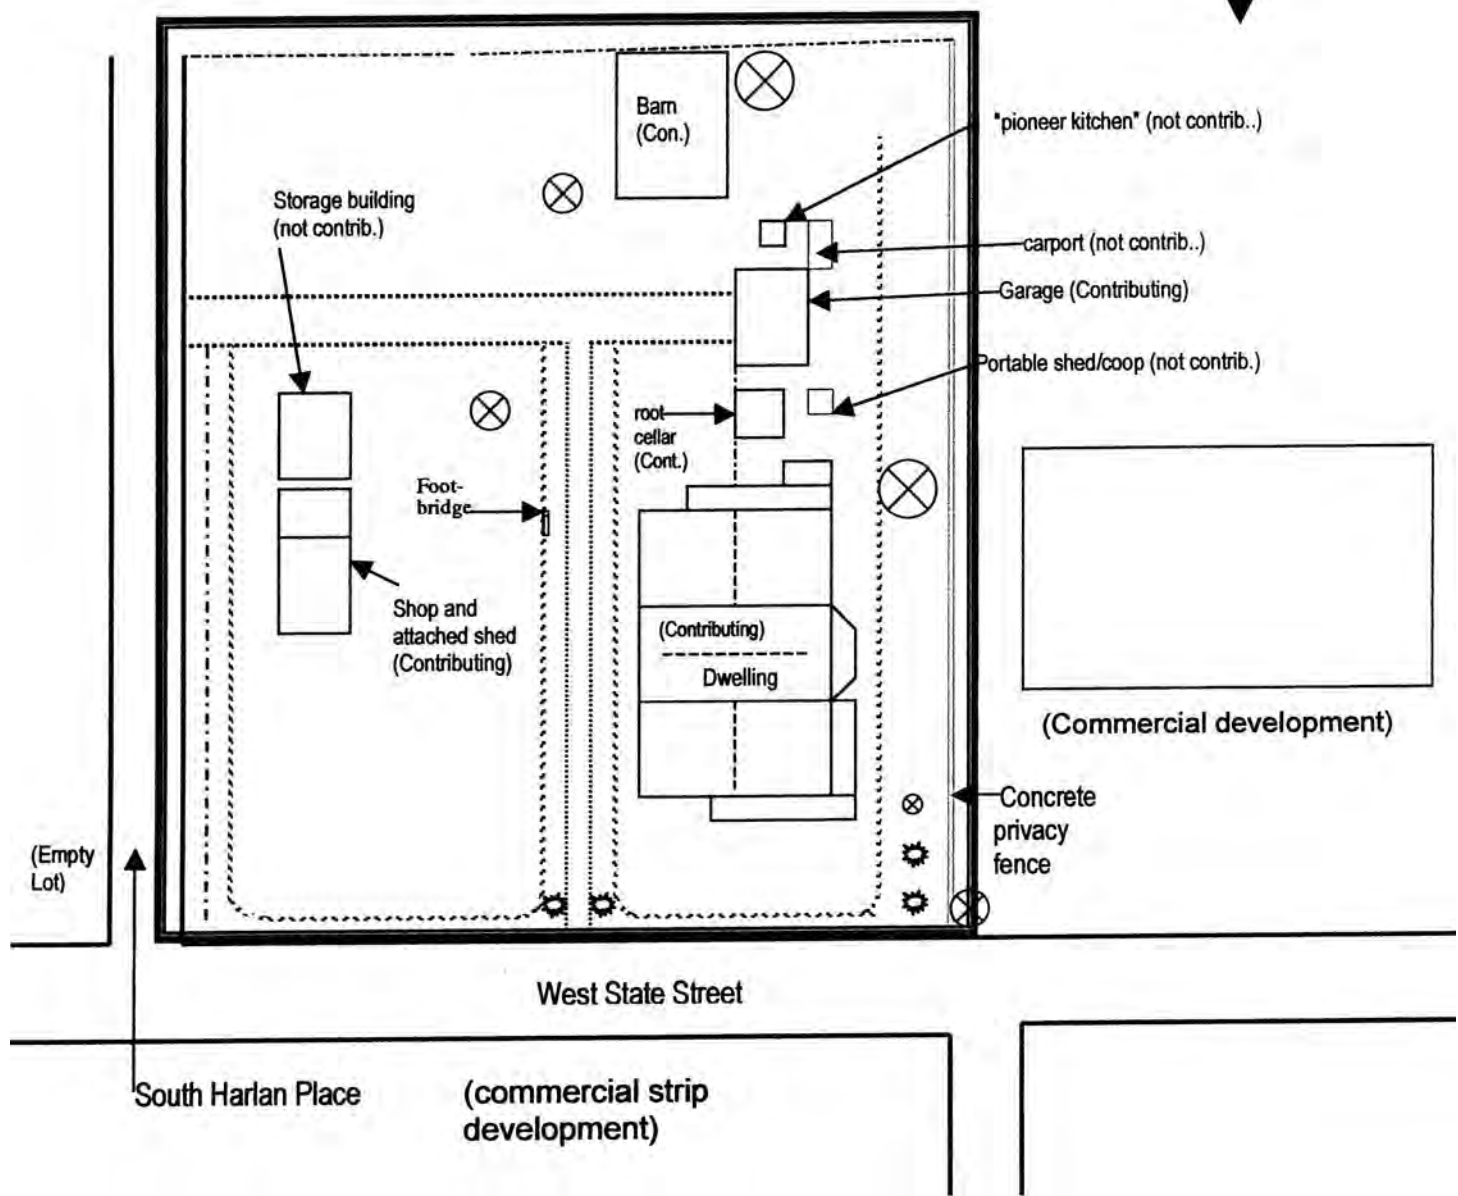 Barn
(Con.)
"pioneer kitchen" (not contrib..)
Storage building
(not contrib.)
carport (not contrib..)
Garage (Contributing)
Portable shed/coop (not contrib.)
root
cellar
(Cont.)
Foot-
bridge
Shop and
attached shed
(Contributing)
(Contributing)
Dwelling
(Commercial development)
Concrete
privacy
fence
(Empty
Lot)
West State Street
South Harlan Place
(commercial strip
development)